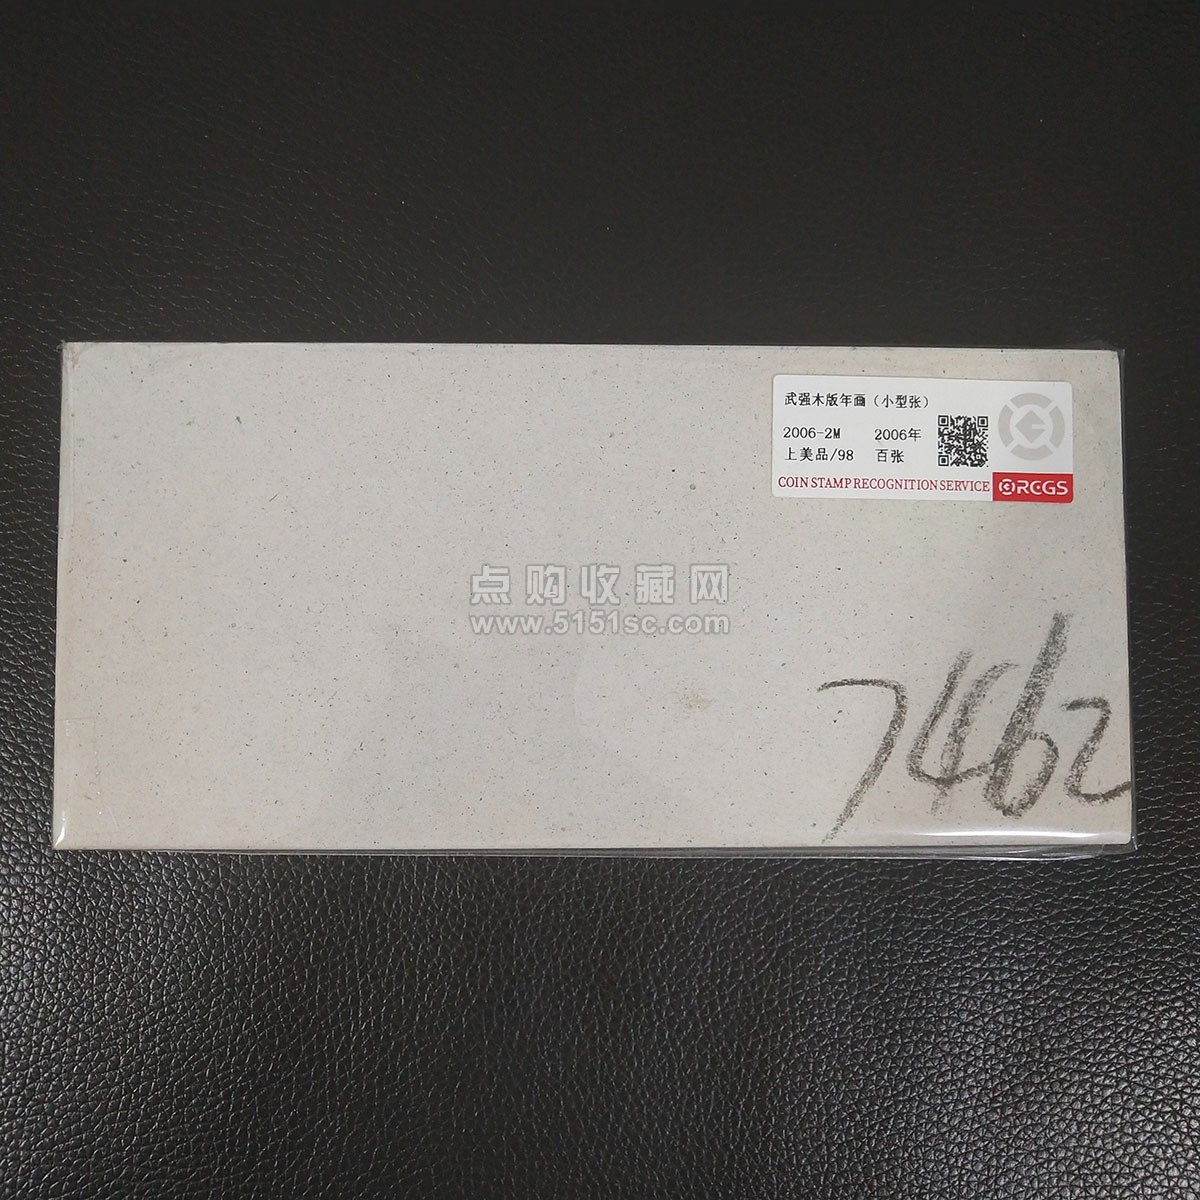 武强木版年画（小型张）
2006-2M 2006年
上美品/98 百张
COIN STAMP RECOGNITION SERVICE RCGS
点购收藏网
www.5151sc.com
7462